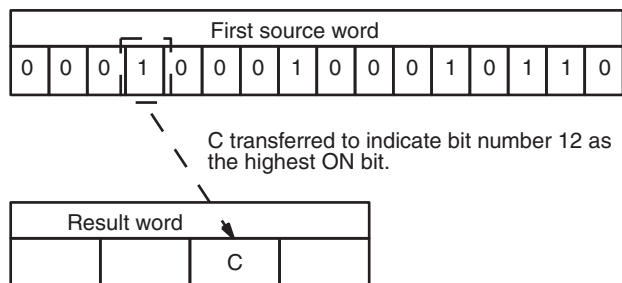 First source word
0 0 0 1 0 0 0 1 0 0 0 1 0 1 1 0
C transferred to indicate bit number 12 as
the highest ON bit.
Result word
C